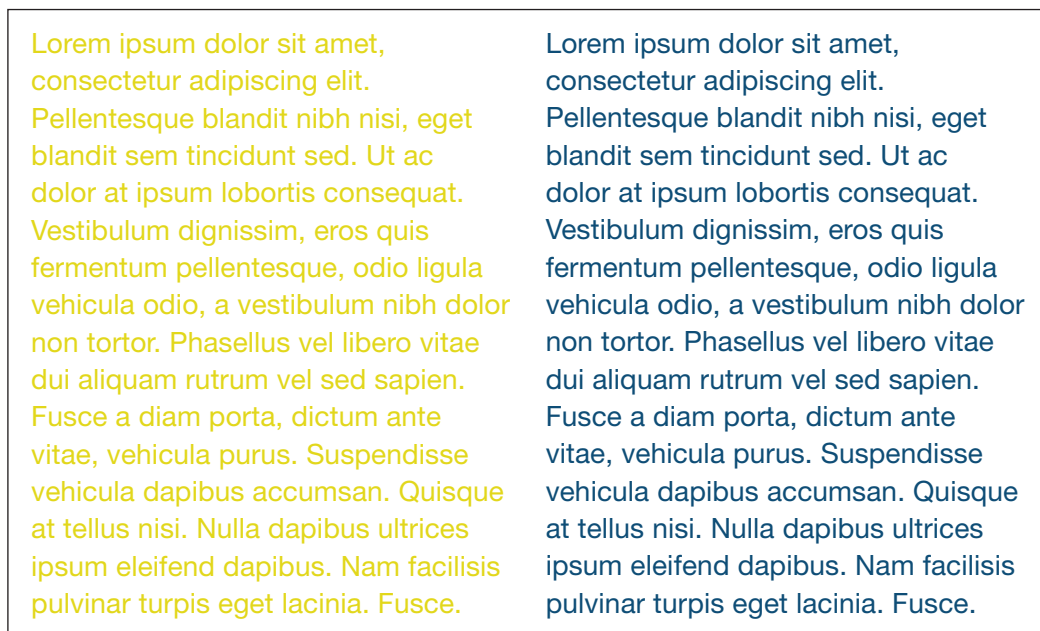 Lorem ipsum dolor sit amet,
consectetur adipiscing elit.
Pellentesque blandit nibh nisi, eget
blandit sem tincidunt sed. Ut ac
dolor at ipsum lobortis consequat.
Vestibulum dignissim, eros quis
fermentum pellentesque, odio ligula
vehicula odio, a vestibulum nibh dolor
non tortor. Phasellus vel libero vitae
dui aliquam rutrum vel sed sapien.
Fusce a diam porta, dictum ante
vitae, vehicula purus. Suspendisse
vehicula dapibus accumsan. Quisque
at tellus nisi. Nulla dapibus ultrices
ipsum eleifend dapibus. Nam facilisis
pulvinar turpis eget lacinia. Fusce.
Lorem ipsum dolor sit amet,
consectetur adipiscing elit.
Pellentesque blandit nibh nisi, eget
blandit sem tincidunt sed. Ut ac
dolor at ipsum lobortis consequat.
Vestibulum dignissim, eros quis
fermentum pellentesque, odio ligula
vehicula odio, a vestibulum nibh dolor
non tortor. Phasellus vel libero vitae
dui aliquam rutrum vel sed sapien.
Fusce a diam porta, dictum ante
vitae, vehicula purus. Suspendisse
vehicula dapibus accumsan. Quisque
at tellus nisi. Nulla dapibus ultrices
ipsum eleifend dapibus. Nam facilisis
pulvinar turpis eget lacinia. Fusce.